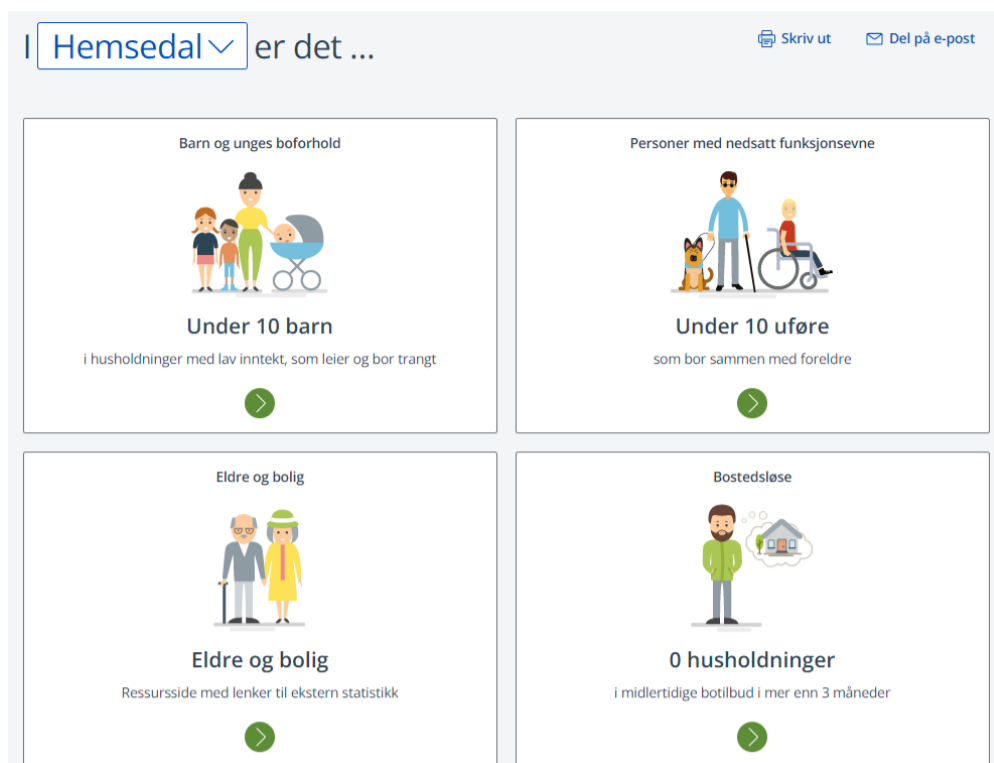 I Hemsedal er det ...
Skriv ut
Del på e-post
Barn og unges boforhold
Under 10 barn
i husholdninger med lav inntekt, som leier og bor trangt
Personer med nedsatt funksjonsevne
Under 10 uføre
som bor sammen med foreldre
Eldre og bolig
Eldre og bolig
Ressursside med lenker til ekstern statistikk
Bostedsløse
0 husholdninger
i midlertidige botilbud i mer enn 3 måneder